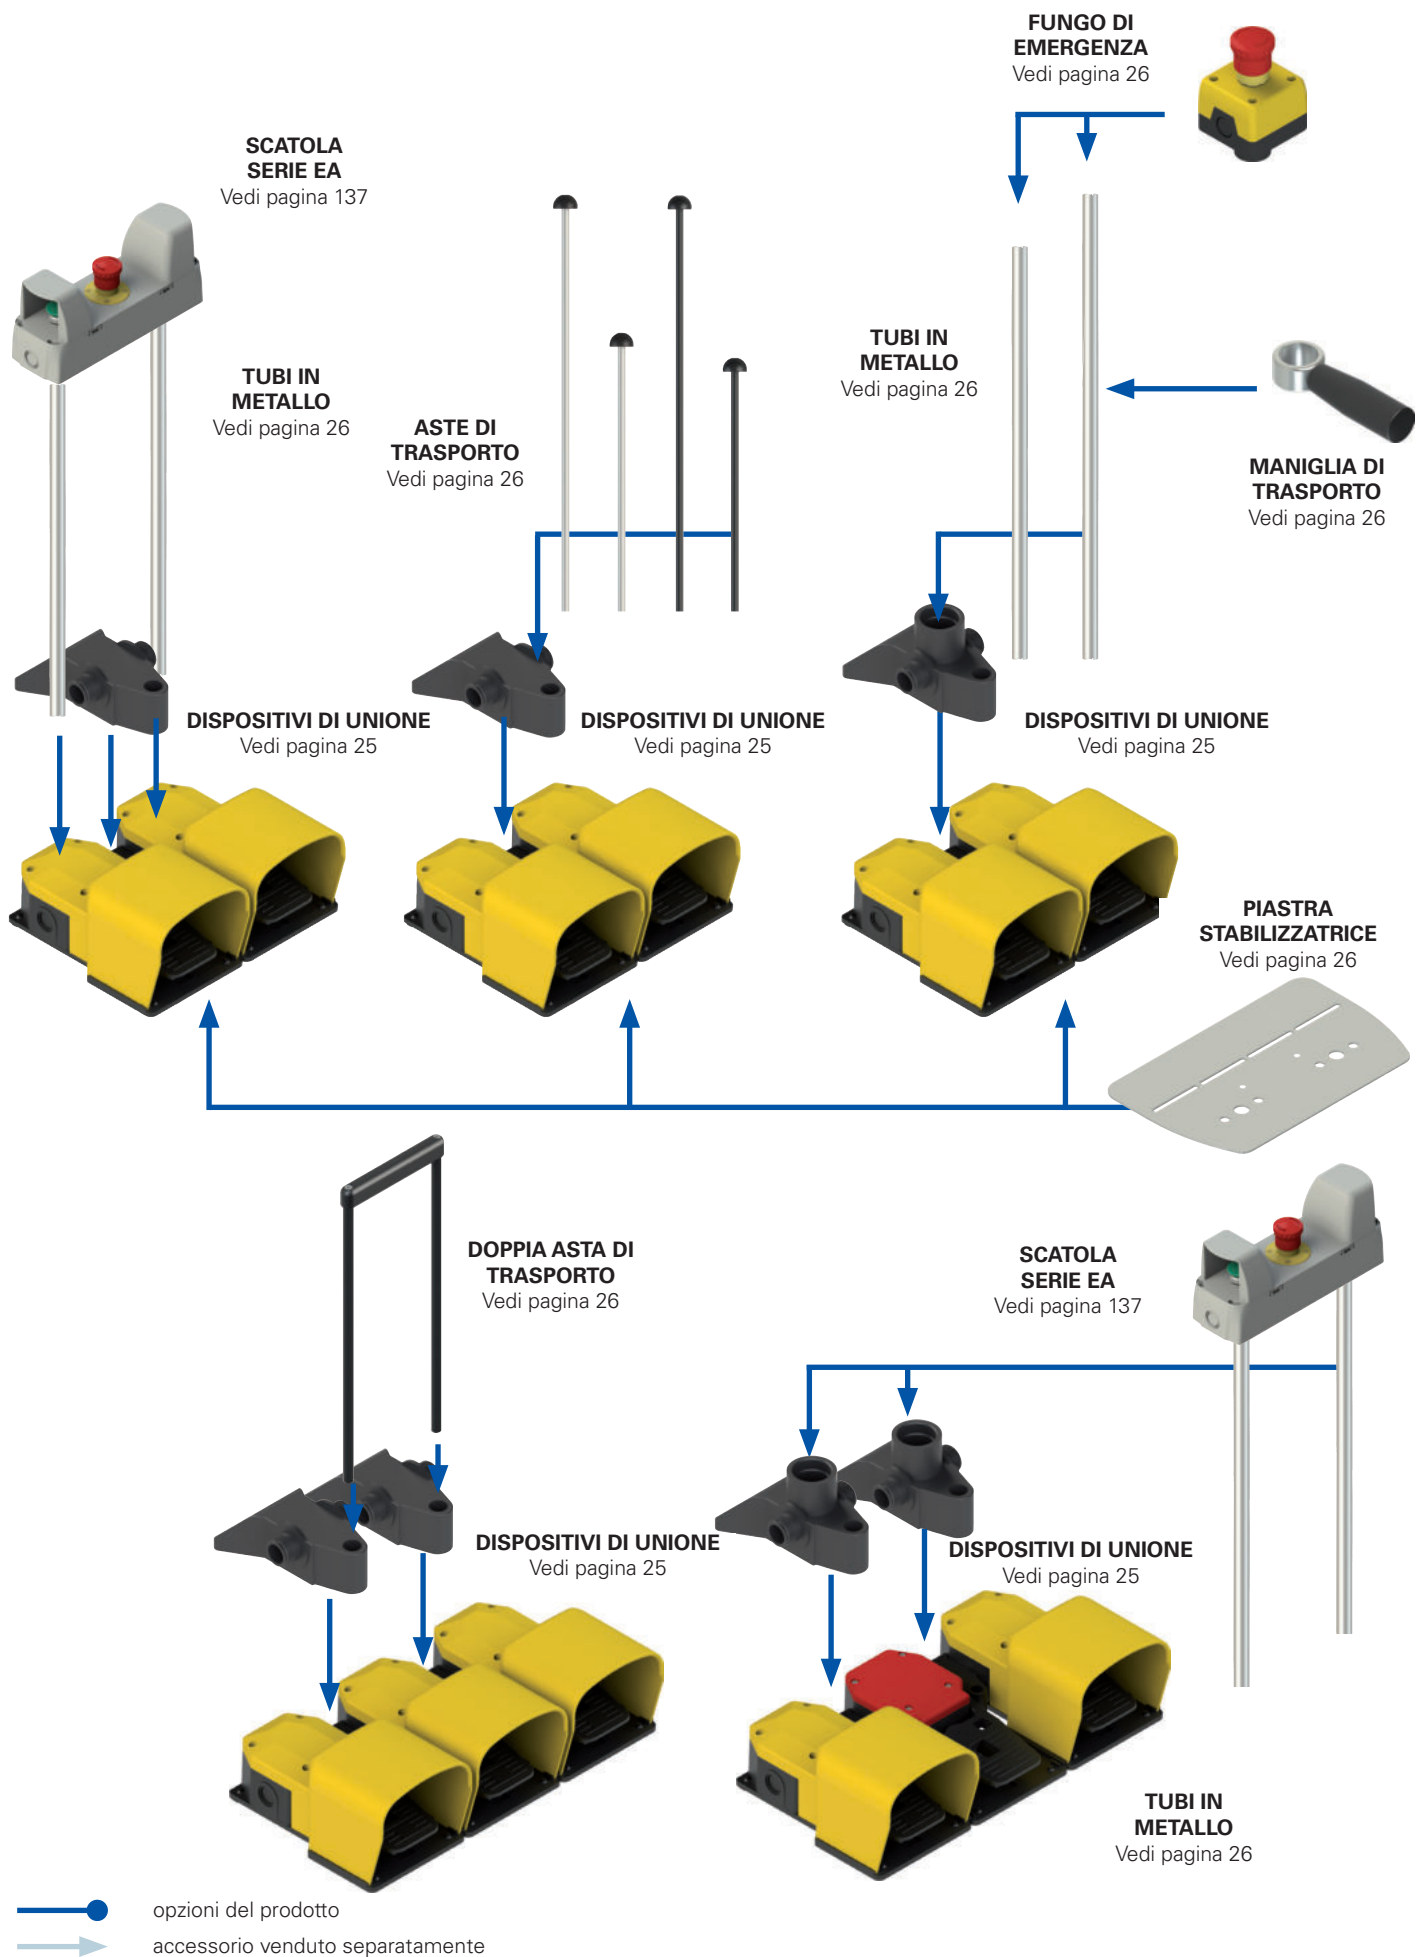 FUNGO DI
EMERGENZA
Vedi pagina 26
SCATOLA
SERIE EA
Vedi pagina 137
TUBI IN
METALLO
Vedi pagina 26
TUBI IN
METALLO
Vedi pagina 26
ASTE DI
TRASPORTO
Vedi pagina 26
MANIGLIA DI
TRASPORTO
Vedi pagina 26
DISPOSITIVI DI UNIONE
Vedi pagina 25
DISPOSITIVI DI UNIONE
Vedi pagina 25
DISPOSITIVI DI UNIONE
Vedi pagina 25
PIASTRA
STABILIZZATRICE
Vedi pagina 26
DOPPIA ASTA DI
TRASPORTO
Vedi pagina 26
SCATOLA
SERIE EA
Vedi pagina 137
DISPOSITIVI DI UNIONE
Vedi pagina 25
DISPOSITIVI DI UNIONE
Vedi pagina 25
TUBI IN
METALLO
Vedi pagina 26
opzioni del prodotto
accessorio venduto separatamente